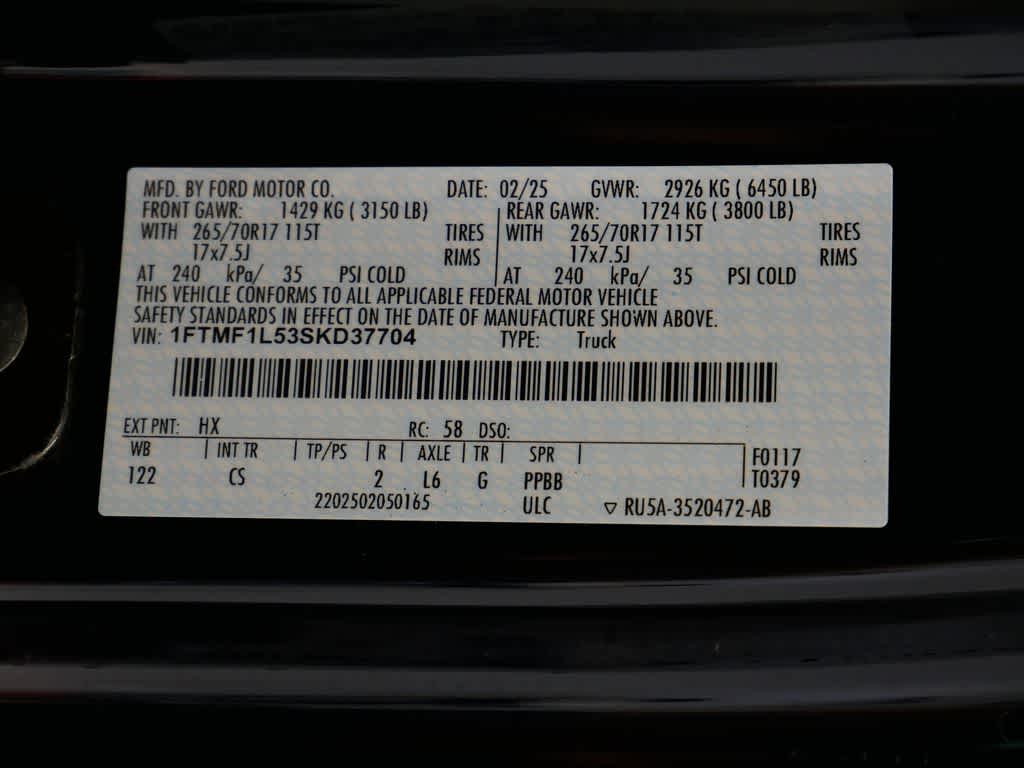 MFD. BY FORD MOTOR CO. DATE: 02/25 GVWR: 2926 KG ( 6450 LB)
FRONT GAWR: 1429 KG ( 3150 LB) REAR GAWR: 1724 KG ( 3800 LB)
WITH 265/70R17 115T TIRES WITH 265/70R17 115T TIRES
17x7.5J RIMS 17x7.5J RIMS
AT 240 kPa/ 35 PSI COLD AT 240 kPa/ 35 PSI COLD
THIS VEHICLE CONFORMS TO ALL APPLICABLE FEDERAL MOTOR VEHICLE
SAFETY STANDARDS IN EFFECT ON THE DATE OF MANUFACTURE SHOWN ABOVE.
VIN: 1FTMF1L53SKD37704 TYPE: Truck
EXT PNT: HX RC: 58 DSO:
WB INT TR TP/PS R AXLE TR SPR F0117
122 CS 2 L6 G PPBB T0379
2202502050165 ULC ▽ RU5A-3520472-AB